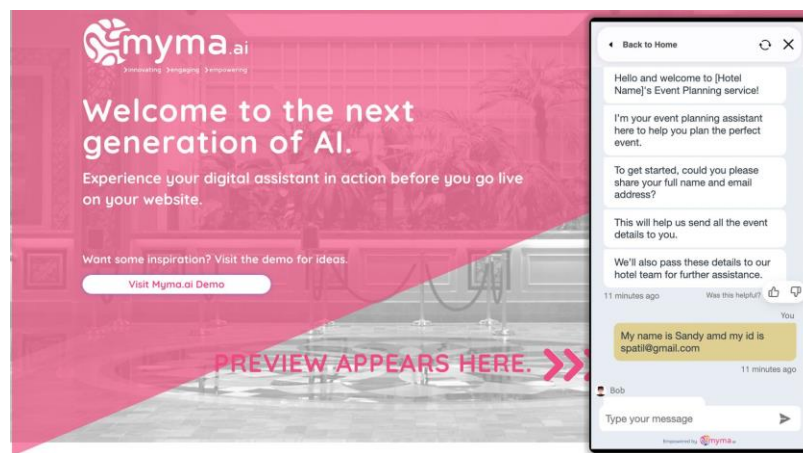 myma.ai
innovating engaging empowering
Welcome to the next
generation of AI.
Experience your digital assistant in action before you go live
on your website.
Want some inspiration? Visit the demo for ideas.
Visit Myma.ai Demo
PREVIEW APPEARS HERE.
Back to Home
Hello and welcome to [Hotel
Name]'s Event Planning service!
I'm your event planning assistant
here to help you plan the perfect
event.
To get started, could you please
share your full name and email
address?
This will help us send all the event
details to you.
We'll also pass these details to our
hotel team for further assistance.
11 minutes ago Was this helpful?
You
My name is Sandy amd my id is
spatil@gmail.com
11 minutes ago
Bob
Type your message
Empowered by myma.ai